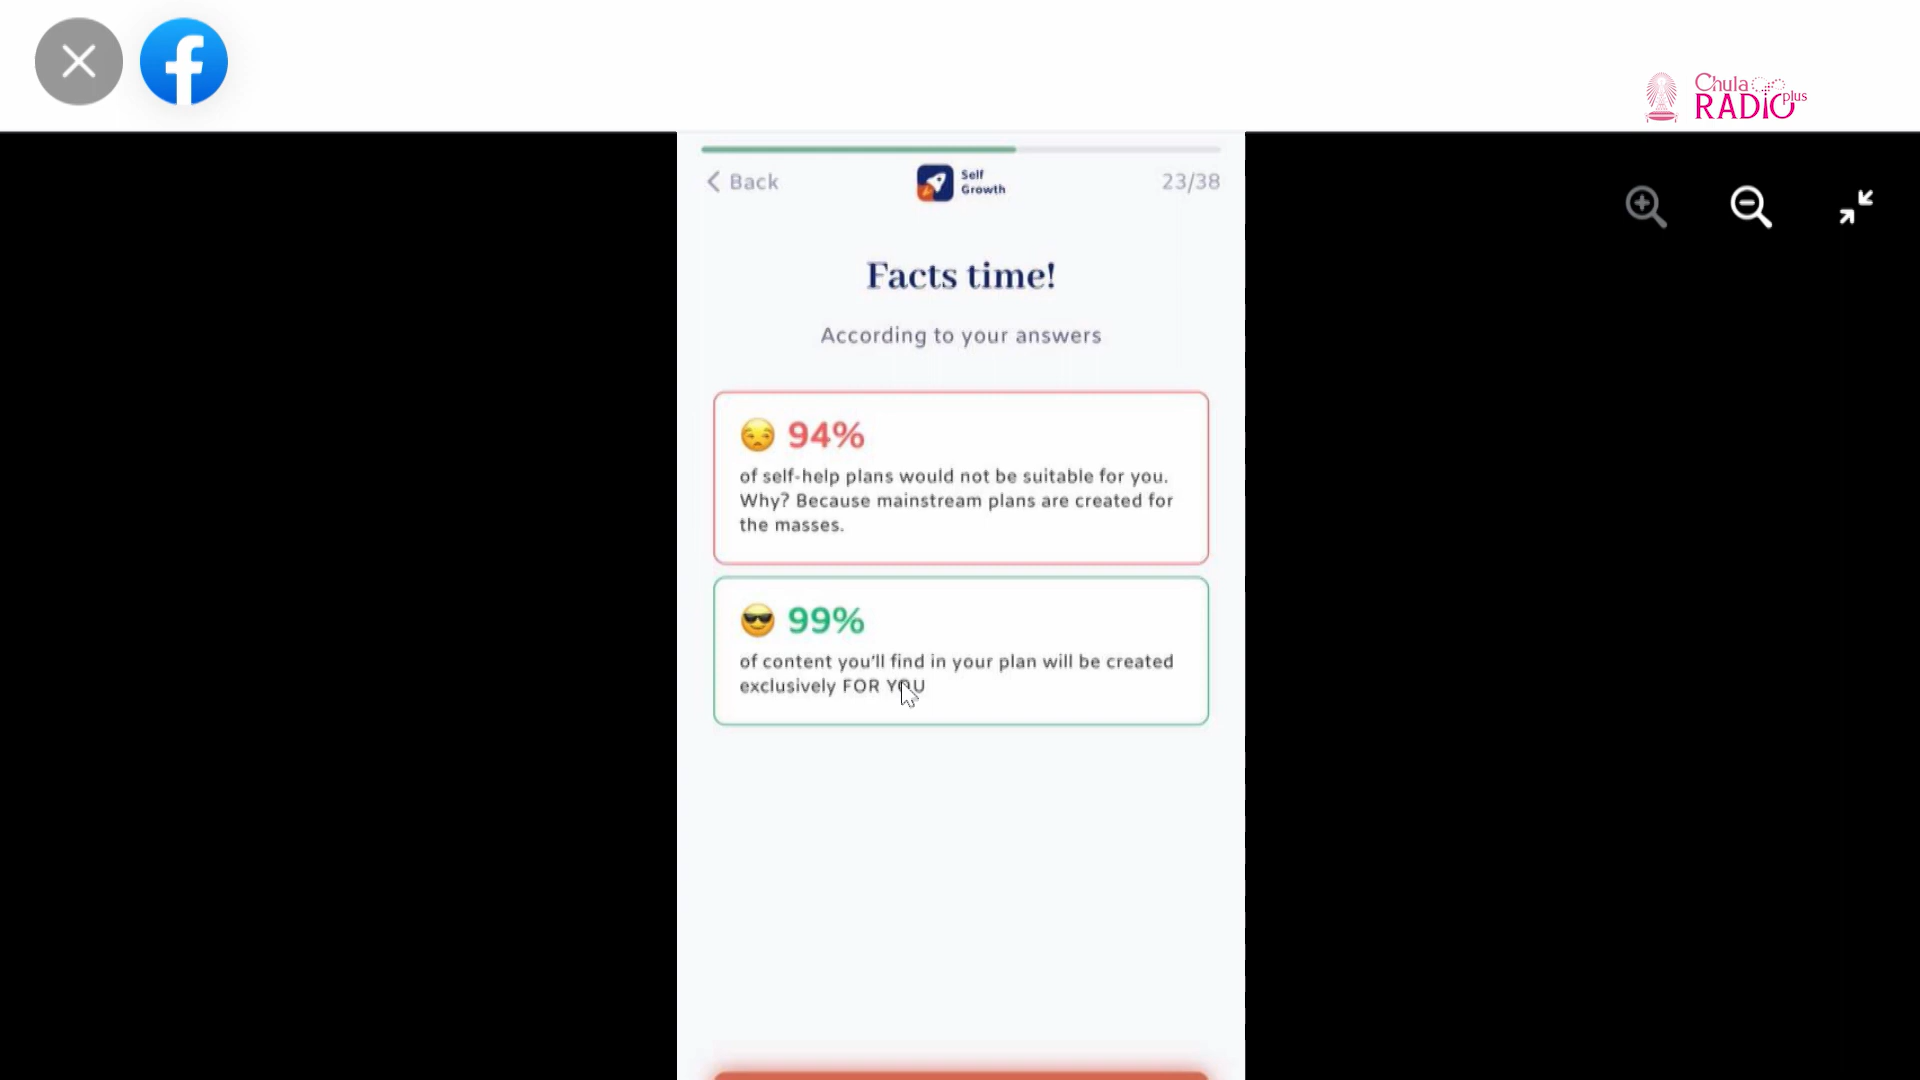 Chula
RADIO plus
Back
Self
Growth
23/38
Facts time!
According to your answers
94%
of self-help plans would not be suitable for you.
Why? Because mainstream plans are created for
the masses.
99%
of content you'll find in your plan will be created
exclusively FOR YOU